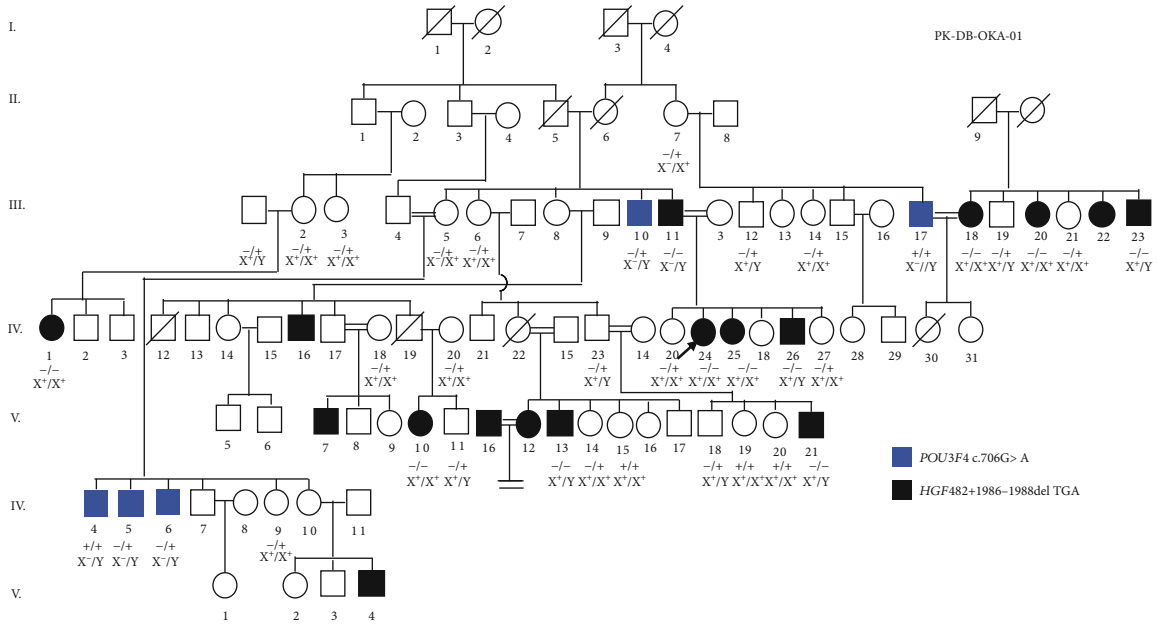 I.
1 2 3 4
PK-DB-OKA-01
II.
1 2 3 4 5 6 7 8 9
−/+
X⁻/X⁺
III.
4 5 6 7 8 9 10 11 3 12 13 14 15 16 17 18 19 20 21 22 23
2 3
−/+ −/+ −/+ −/+ −/+ −/+ −/− −/+ −/+ +/+ −/− −/+ −/− −/+ −/−
X⁺/Y X⁺/X⁺ X⁺/X⁺ X⁻/X⁺ X⁺/X⁺ X⁻/Y X⁻/Y X⁺/Y X⁺/X⁺ X⁻//Y X⁺/X⁺ X⁺/Y X⁻/X⁺ X⁺/X⁺ X⁺/Y
IV.
1 2 3 12 13 14 15 16 17 18 19 20 21 22 15 23 14 20 24 25 18 26 27 28 29 30 31
−/− −/+ −/+ −/+ −/+ −/− −/− −/− −/+
X⁺/X⁺ X⁺/X⁺ X⁺/X⁺ X⁺/Y X⁺/X⁺ X⁺/X⁺ X⁺/X⁺ X⁺/Y X⁺/X⁺
V.
5 6 7 8 9 10 11 16 12 13 14 15 16 17 18 19 20 21
−/− −/+ −/− −/+ +/+ −/+ +/+ +/+ −/−
X⁺/X⁺ X⁺/Y X⁺/Y X⁺/X⁺ X⁺/X⁺ X⁺/Y X⁺/X⁺ X⁺/X⁺ X⁺/Y
POU3F4 c.706G> A
HGF482+1986–1988del TGA
IV.
4 5 6 7 8 9 10 11
+/+ −/+ −/+ −/+
X⁻/Y X⁻/Y X⁻/Y X⁺/X⁺
V.
1 2 3 4